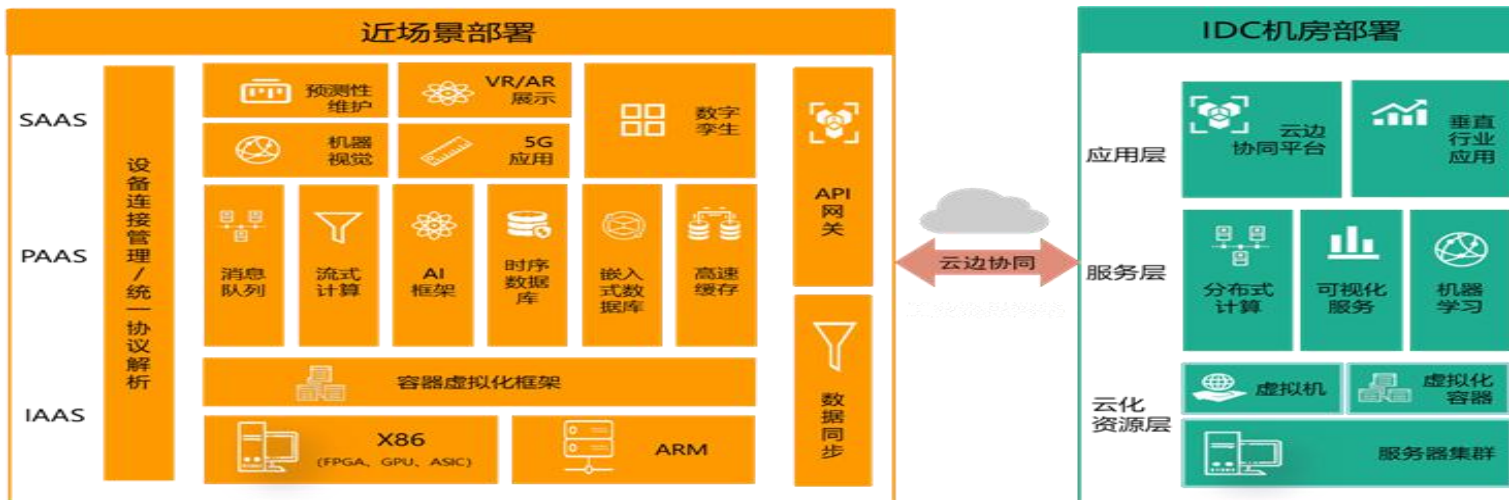 近场景部署
SAAS
PAAS
IAAS
设备连接管理/统一协议解析
预测性
维护
VR/AR
展示
机器
视觉
5G
应用
数字
孪生
消息
队列
流式
计算
AI
框架
时序
数据
库
嵌入
式数
据库
高速
缓存
容器虚拟化框架
X86
(FPGA、GPU、ASIC)
ARM
API
网
关
数
据
同
步
云边协同
IDC机房部署
应用层
云边
协同平台
垂直
行业
应用
服务层
分布式
计算
可视化
服务
机器
学习
云化
资源层
虚拟机
虚拟化
容器
服务器集群